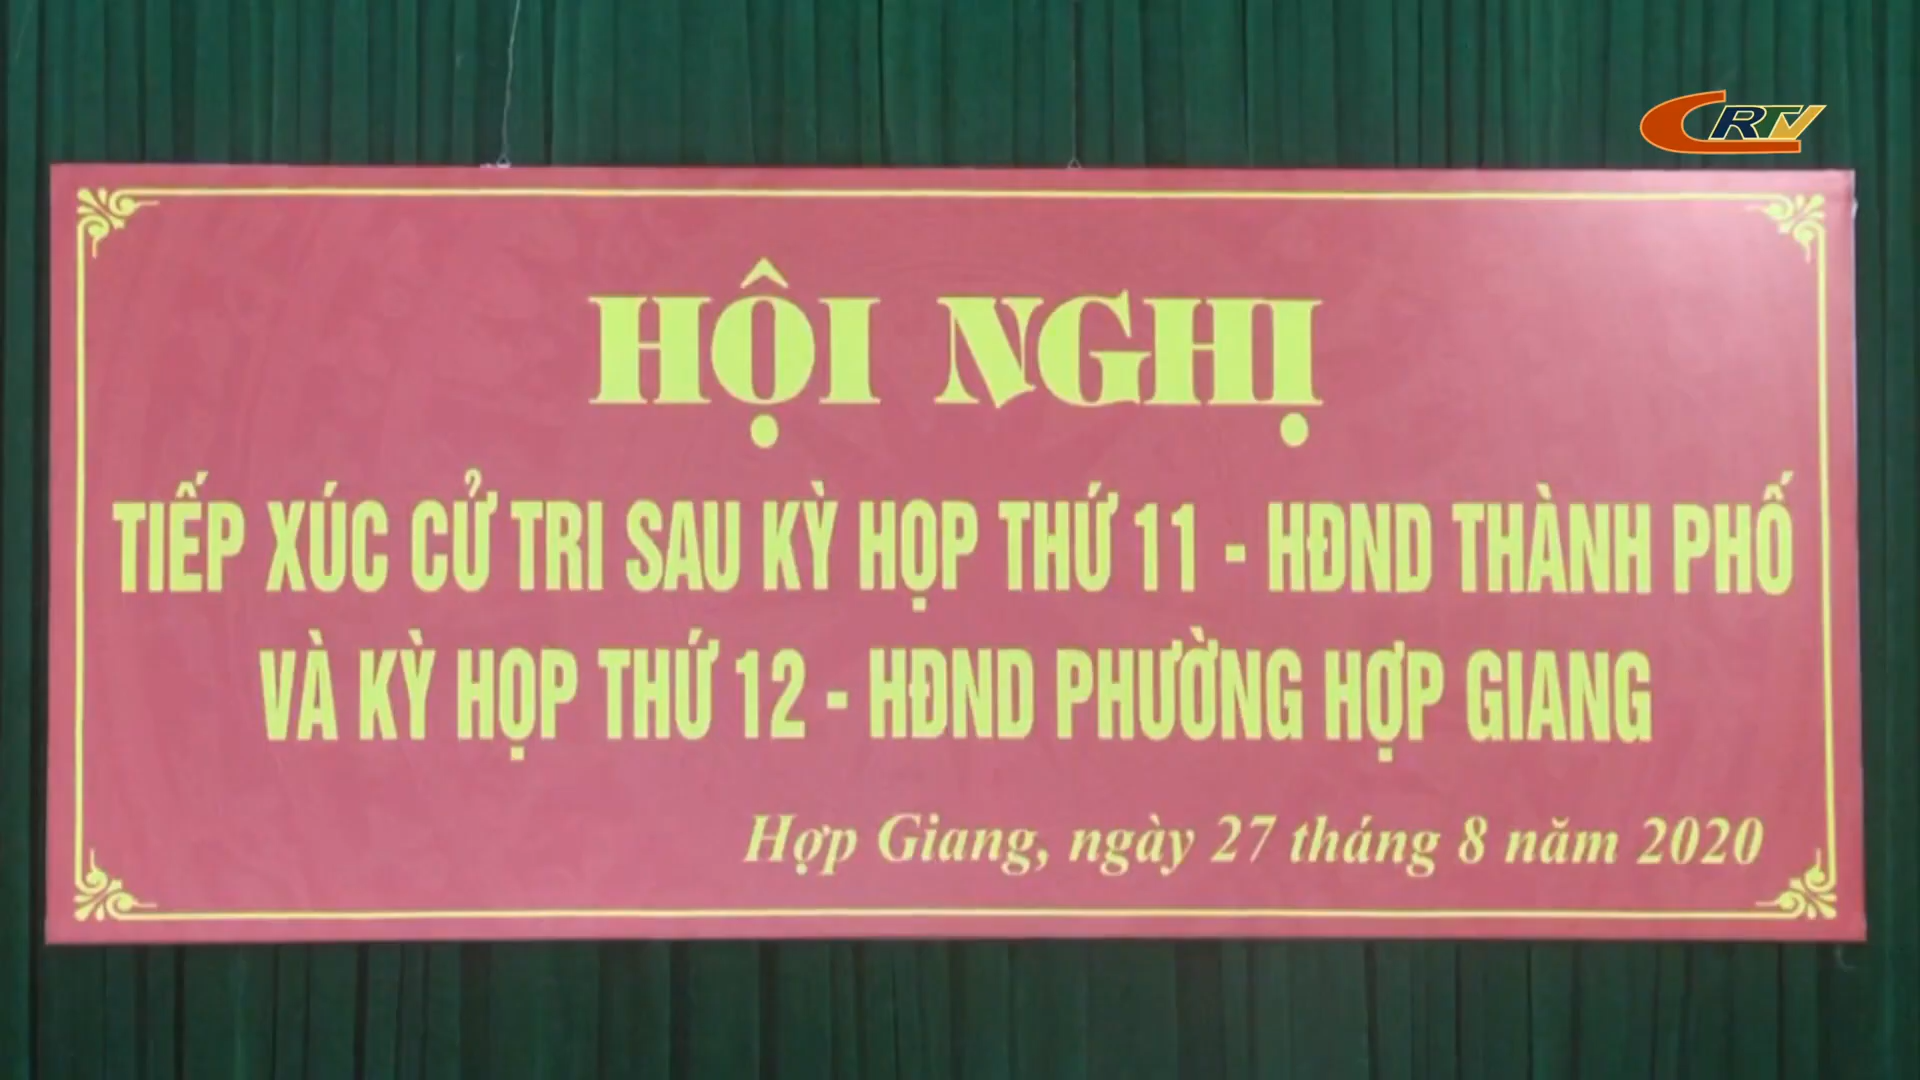 CRTV
HỘI NGHỊ
TIẾP XÚC CỬ TRI SAU KỲ HỌP THỨ 11 - HĐND THÀNH PHỐ
VÀ KỲ HỌP THỨ 12 - HĐND PHƯỜNG HỢP GIANG
Hợp Giang, ngày 27 tháng 8 năm 2020